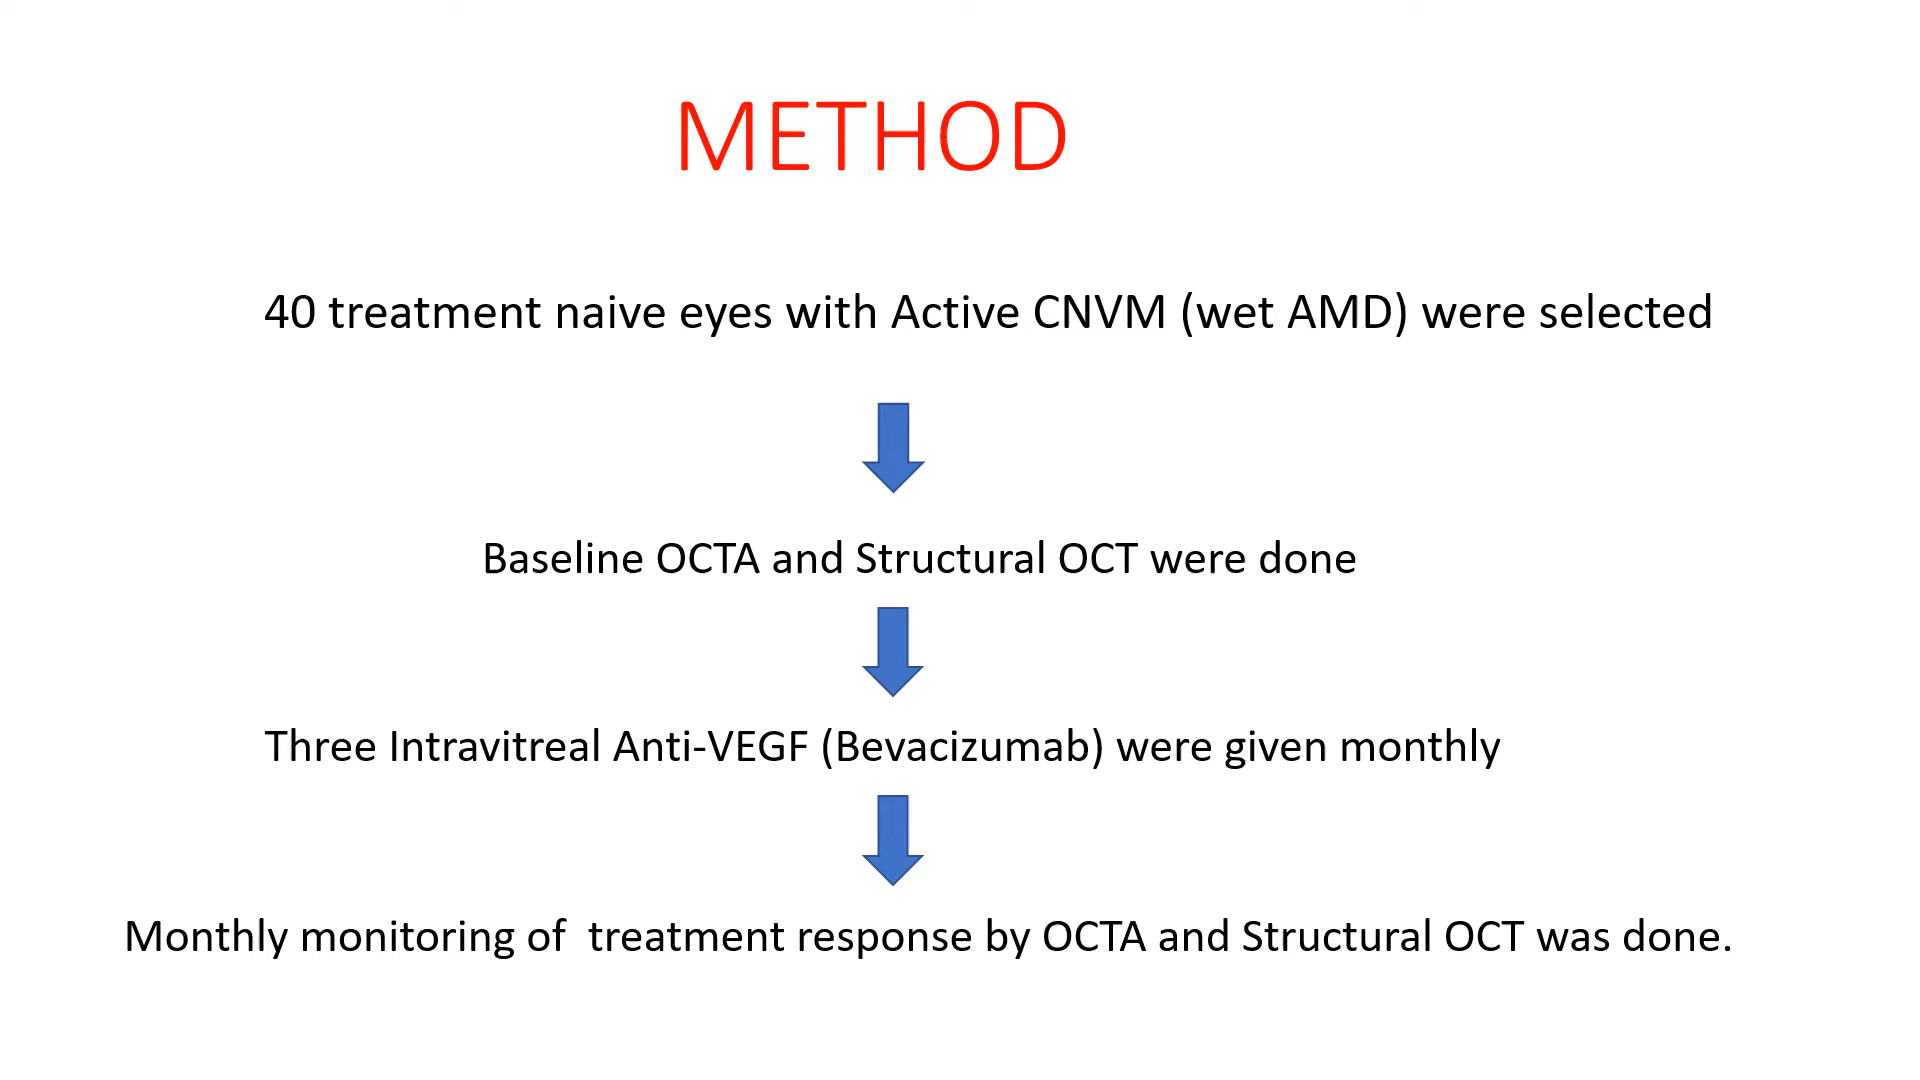 METHOD
40 treatment naive eyes with Active CNVM (wet AMD) were selected
Baseline OCTA and Structural OCT were done
Three Intravitreal Anti-VEGF (Bevacizumab) were given monthly
Monthly monitoring of  treatment response by OCTA and Structural OCT was done.